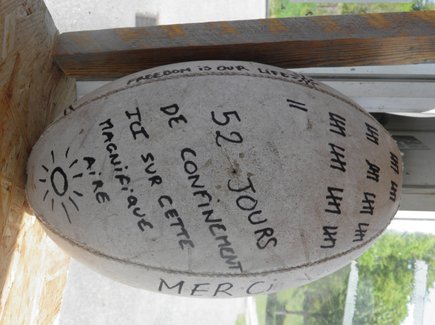 FREEDOM is OUR LIFE
52 JOURS
DE CONFINEMENT
ICI SUR CETTE
MAGNIFIQUE
AIRE
MERCi